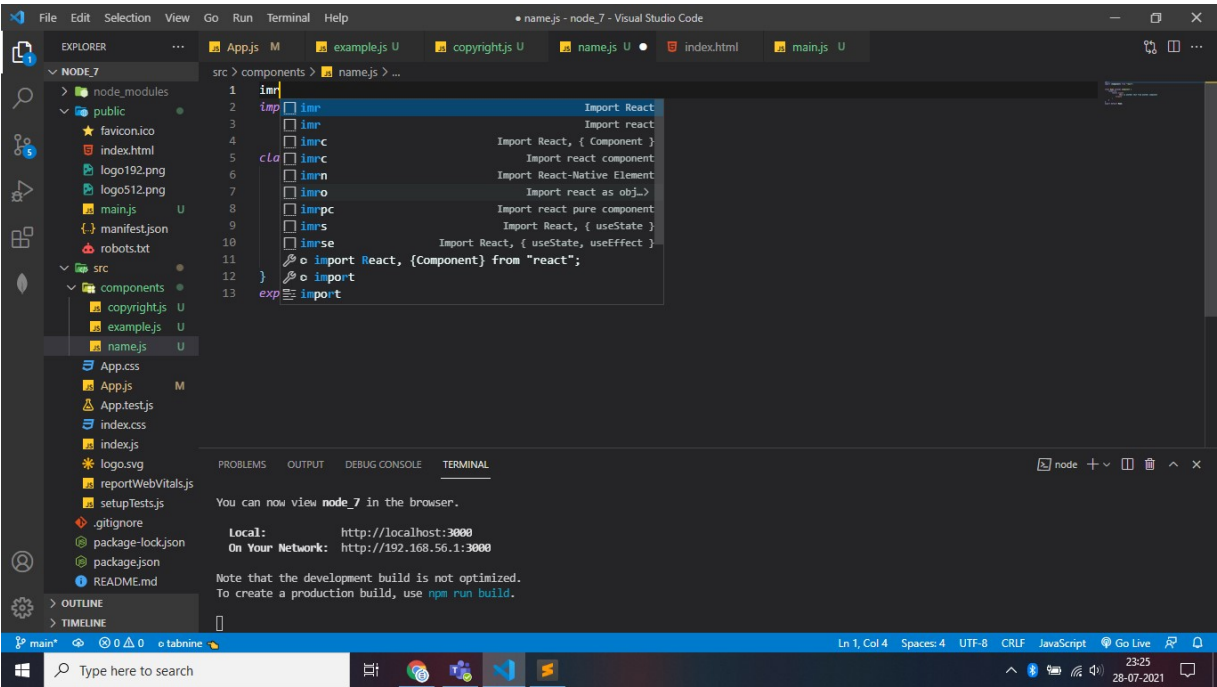 File Edit Selection View Go Run Terminal Help
● name.js - node_7 - Visual Studio Code
EXPLORER ...
App.js M example.js U copyright.js U name.js U ● index.html main.js U
NODE_7
src > components > name.js > ...
node_modules
public
favicon.ico
index.html
logo192.png
logo512.png
main.js U
manifest.json
robots.txt
src
components
copyright.js U
example.js U
name.js U
App.css
App.js M
App.test.js
index.css
index.js
logo.svg
reportWebVitals.js
setupTests.js
.gitignore
package-lock.json
package.json
README.md
OUTLINE
TIMELINE
1 imr
2 imp
3
4
5 cla
6
7
8
9
10
11
12 }
13 exp
imr Import React
imr Import react
imrc Import React, { Component }
imrc Import react component
imrn Import React-Native Element
imro Import react as obj…>
imrpc Import react pure component
imrs Import React, { useState }
imrse Import React, { useState, useEffect }
import React, {Component} from "react";
import
import
PROBLEMS OUTPUT DEBUG CONSOLE TERMINAL
node
You can now view node_7 in the browser.
Local: http://localhost:3000
On Your Network: http://192.168.56.1:3000
Note that the development build is not optimized.
To create a production build, use npm run build.
1
5
main* 0 0 tabnine
Ln 1, Col 4 Spaces: 4 UTF-8 CRLF JavaScript Go Live
Type here to search
23:25
28-07-2021